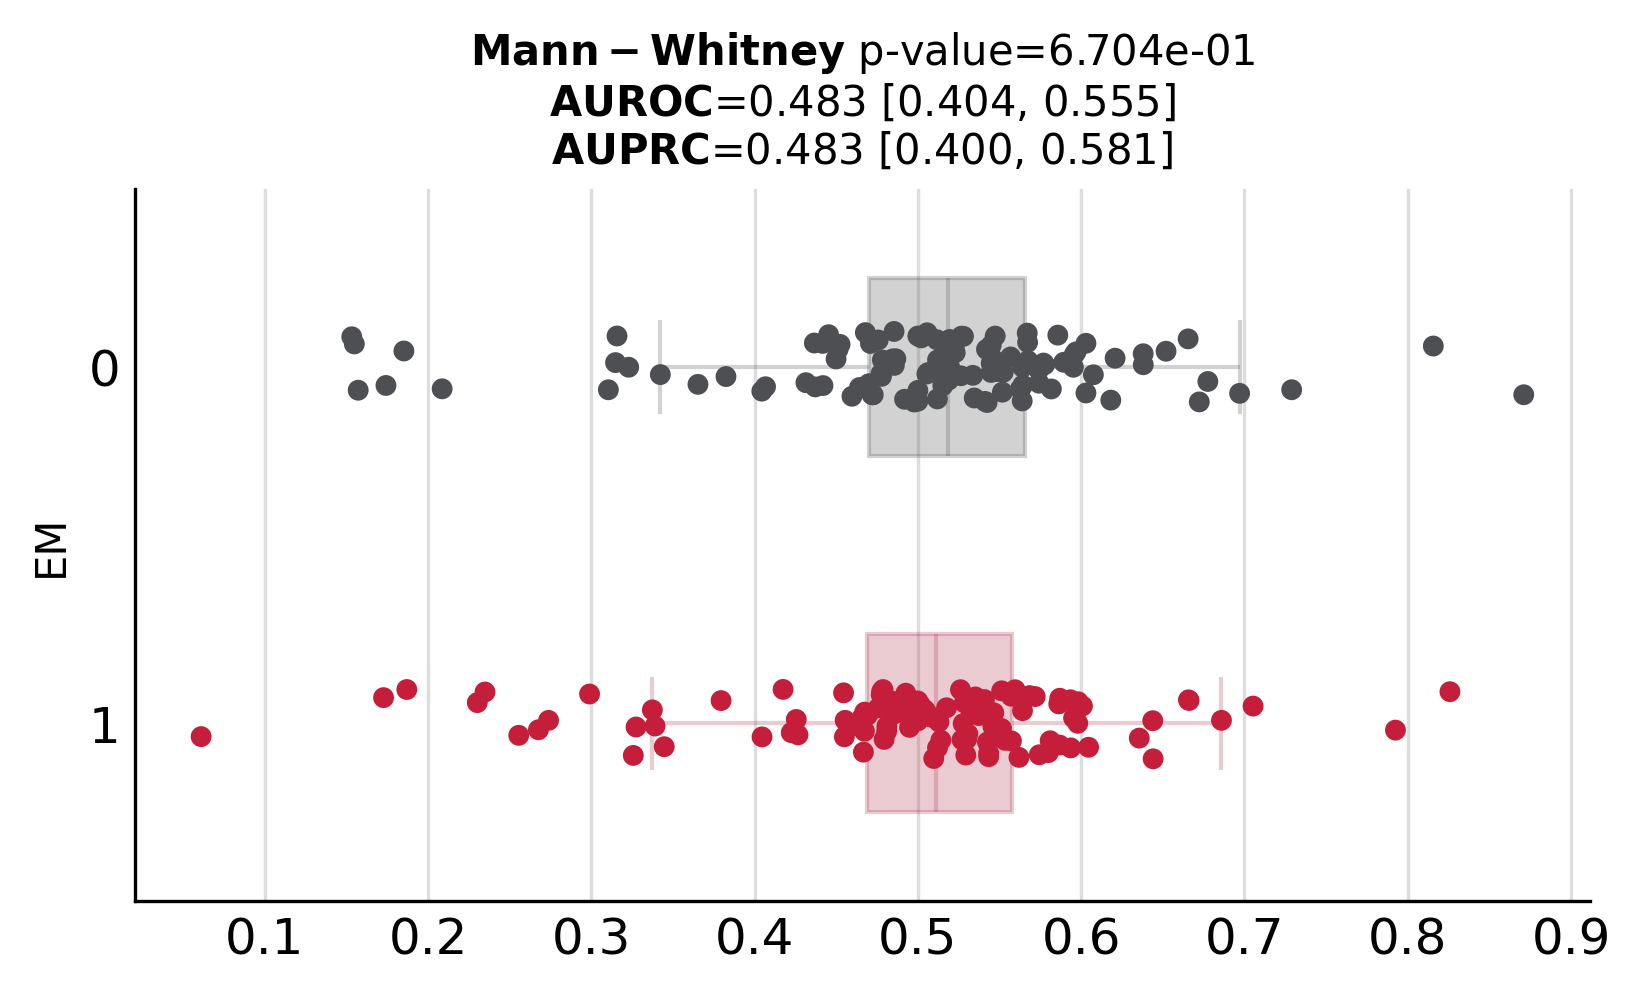 Mann − Whitney p-value=6.704e-01
AUROC=0.483 [0.404, 0.555]
AUPRC=0.483 [0.400, 0.581]
0
EM
1
0.1 0.2 0.3 0.4 0.5 0.6 0.7 0.8 0.9